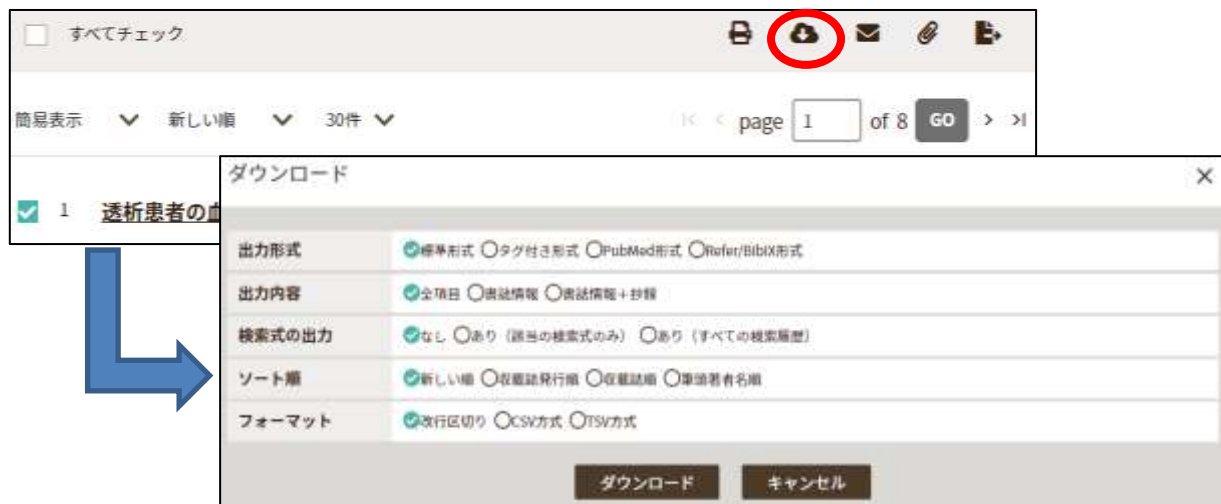 すべてチェック
簡易表示 新しい順 30件 page 1 of 8 GO
1 透析患者の
ダウンロード
出力形式 標準形式 タグ付き形式 PubMed形式 Refer/BibIX形式
出力内容 全項目 書誌情報 書誌情報+抄録
検索式の出力 なし あり（該当の検索式のみ） あり（すべての検索履歴）
ソート順 新しい順 収載誌発行順 収載誌順 筆頭著者名順
フォーマット 改行区切り CSV方式 TSV方式
ダウンロード キャンセル